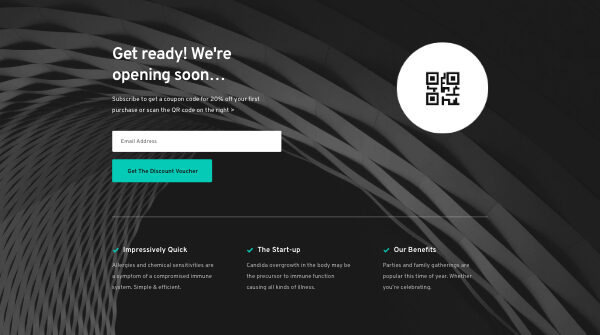 Get ready! We're
opening soon...
Subscribe to get a coupon code for 20% off your first
purchase or scan the QR code on the right >
Email Address
Get The Discount Voucher
Impressively Quick
Allergies and chemical sensitivities are
a symptom of a compromised immune
system. Simple & efficient.
The Start-up
Candida overgrowth in the body may be
the precursor to immune function
causing all kinds of illness.
Our Benefits
Parties and family gatherings are
popular this time of year. Whether
you're celebrating.